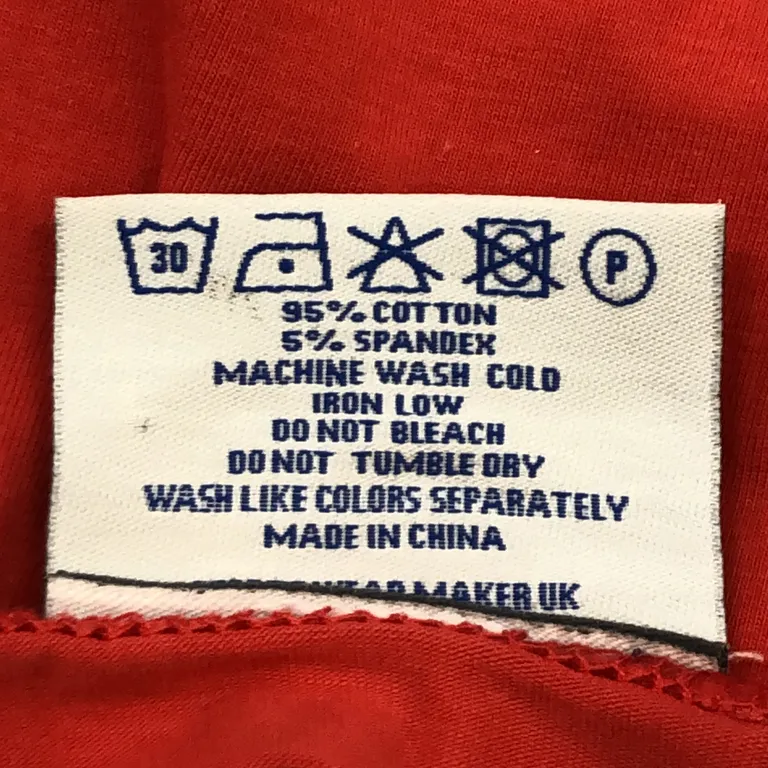 30
P
95% COTTON
5% SPANDEX
MACHINE WASH COLD
IRON LOW
DO NOT BLEACH
DO NOT TUMBLE DRY
WASH LIKE COLORS SEPARATELY
MADE IN CHINA
MAKER UK